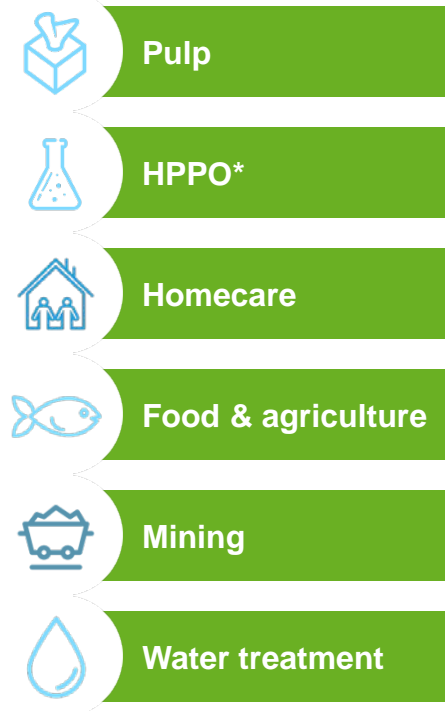 Pulp
HPPO*
Homecare
Food & agriculture
Mining
Water treatment